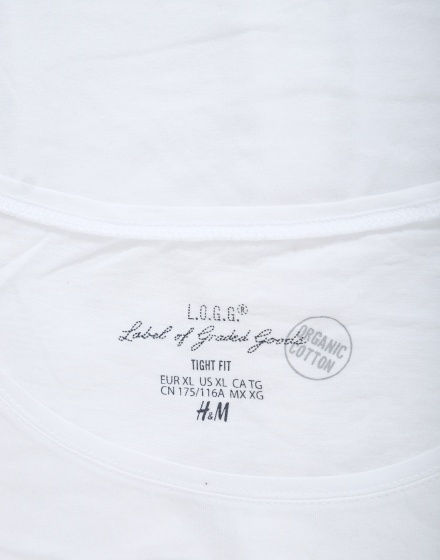 L.O.G.G.®
Label of Graded Goods
ORGANIC
COTTON
TIGHT FIT
EUR XL US XL CA TG
CN 175/116A MX XG
H&M